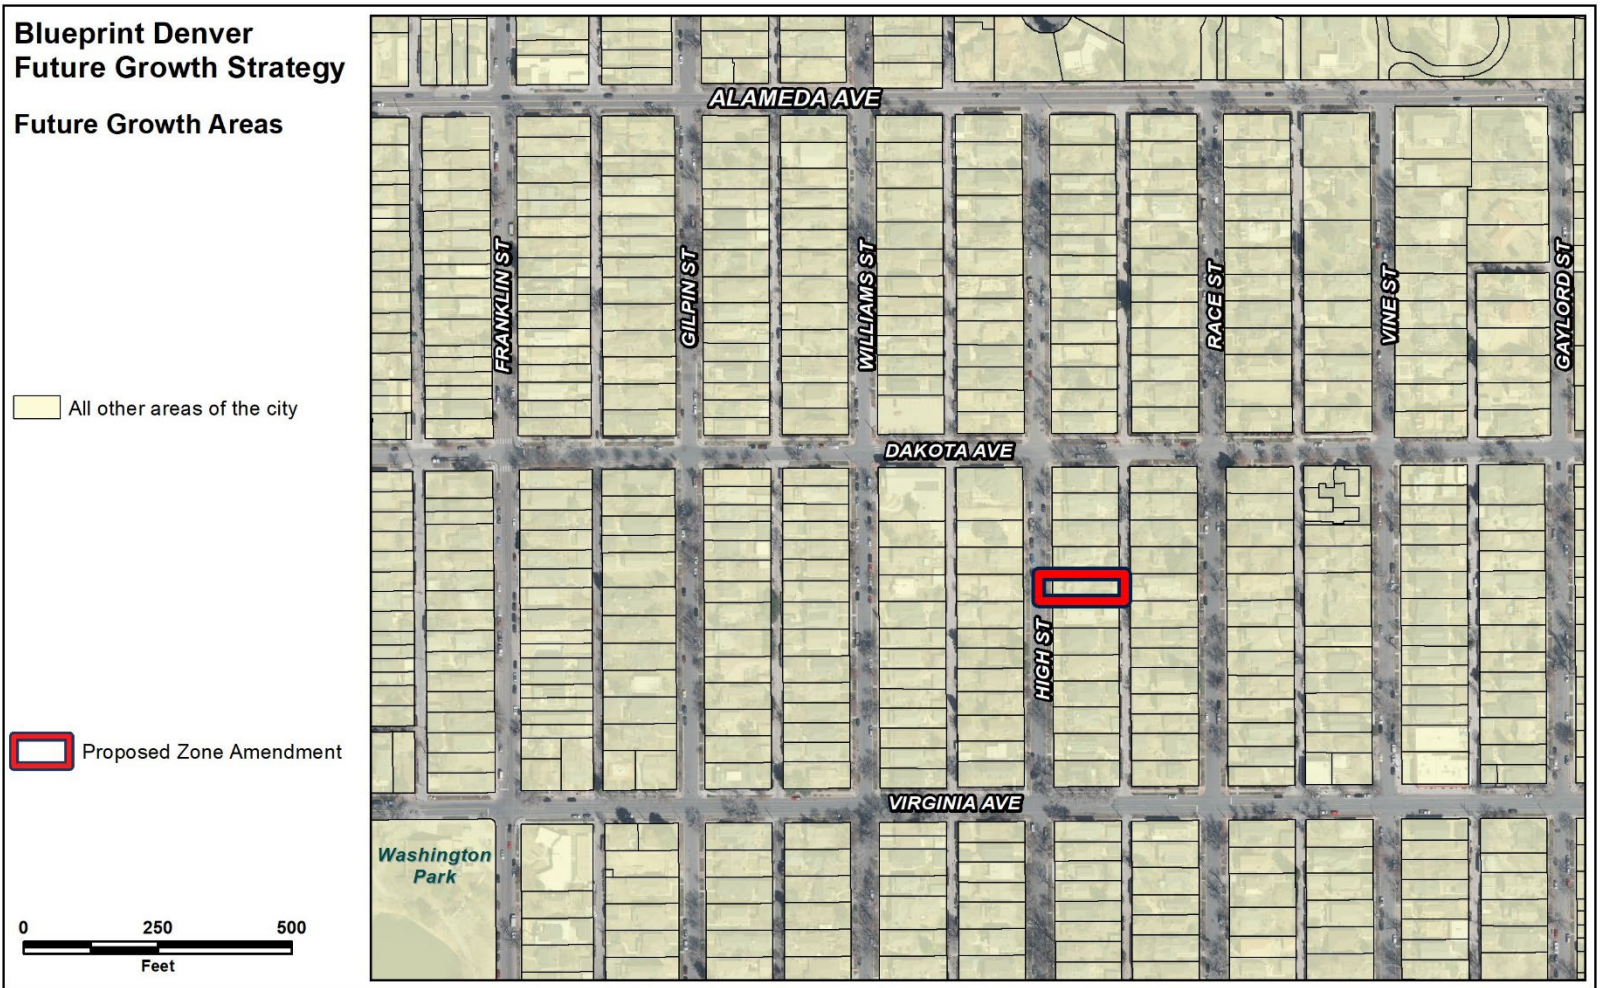 Blueprint Denver
Future Growth Strategy
Future Growth Areas
All other areas of the city
Proposed Zone Amendment
0 250 500
Feet
ALAMEDA AVE
FRANKLIN ST
GILPIN ST
WILLIAMS ST
RACE ST
VINE ST
GAYLORD ST
DAKOTA AVE
HIGH ST
VIRGINIA AVE
Washington
Park